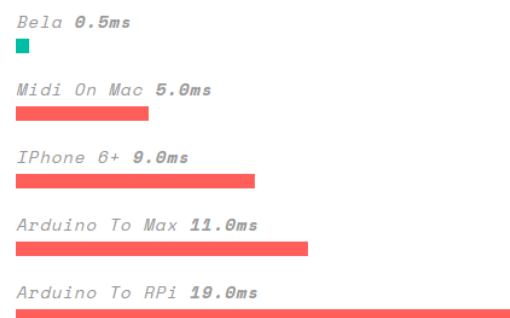 Bela 0.5ms
Midi On Mac 5.0ms
IPhone 6+ 9.0ms
Arduino To Max 11.0ms
Arduino To RPi 19.0ms